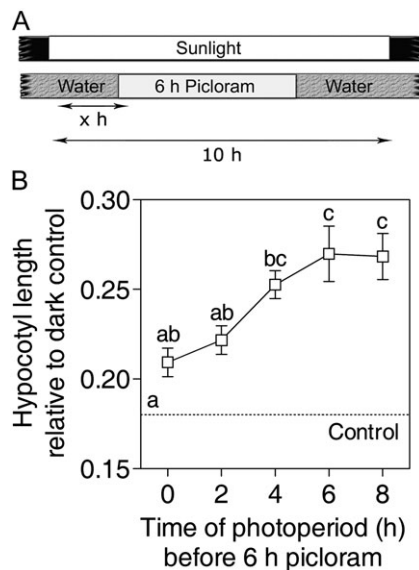 A
Sunlight
Water 6 h Picloram Water
x h
10 h
B
Hypocotyl length
relative to dark control
0.30
0.25
0.20
0.15
ab
ab
bc
c
c
a
Control
0 2 4 6 8
Time of photoperiod (h)
before 6 h picloram